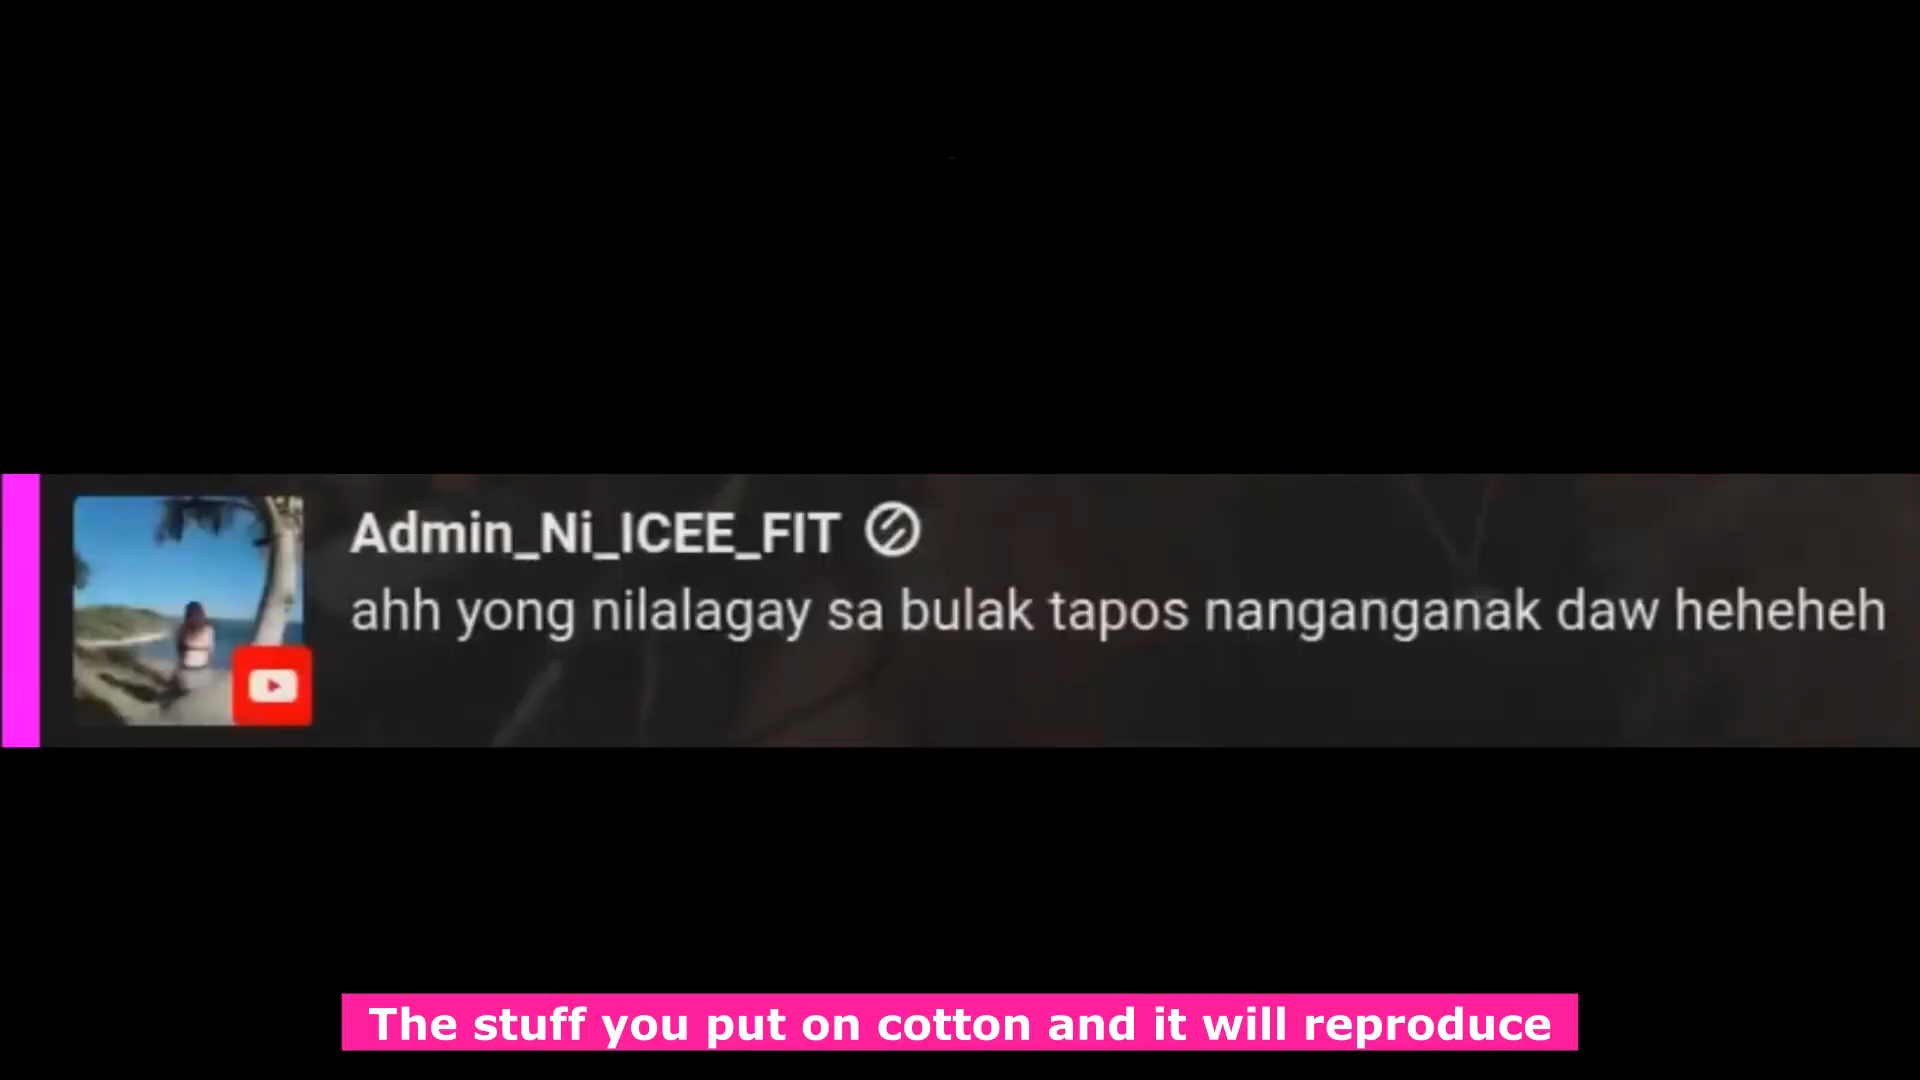 Admin_Ni_ICEE_FIT
ahh yong nilalagay sa bulak tapos nanganganak daw heheheh
The stuff you put on cotton and it will reproduce